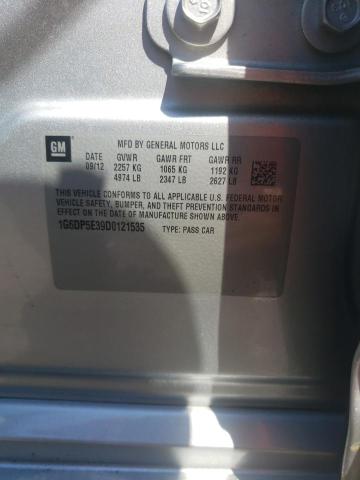 GM
MFD BY GENERAL MOTORS LLC
DATE GVWR GAWR FRT GAWR RR
09/12 2257 KG 1065 KG 1192 KG
4974 LB 2347 LB 2627 LB
THIS VEHICLE CONFORMS TO ALL APPLICABLE U.S. FEDERAL MOTOR
VEHICLE SAFETY, BUMPER, AND THEFT PREVENTION STANDARDS IN
EFFECT ON THE DATE OF MANUFACTURE SHOWN ABOVE.
1G6DP5E39D0121535 TYPE: PASS CAR